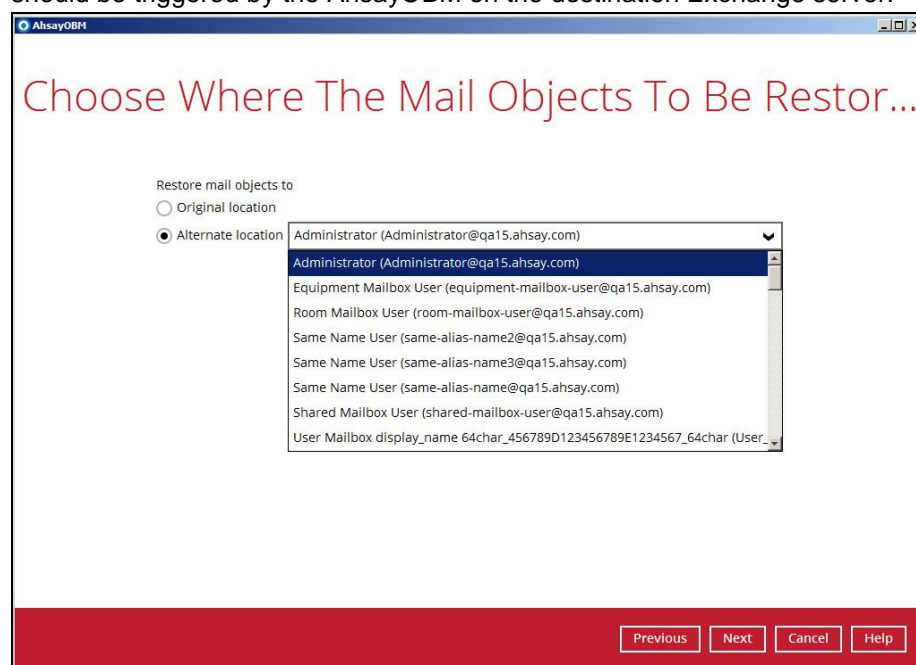 should be triggered by the AhsayOBM on the destination Exchange server.
AhsayOBM
Choose Where The Mail Objects To Be Restor...
Restore mail objects to
Original location
Alternate location Administrator (Administrator@qa15.ahsay.com)
Administrator (Administrator@qa15.ahsay.com)
Equipment Mailbox User (equipment-mailbox-user@qa15.ahsay.com)
Room Mailbox User (room-mailbox-user@qa15.ahsay.com)
Same Name User (same-alias-name2@qa15.ahsay.com)
Same Name User (same-alias-name3@qa15.ahsay.com)
Same Name User (same-alias-name@qa15.ahsay.com)
Shared Mailbox User (shared-mailbox-user@qa15.ahsay.com)
User Mailbox display_name 64char_456789D123456789E1234567_64char (User_
Previous Next Cancel Help